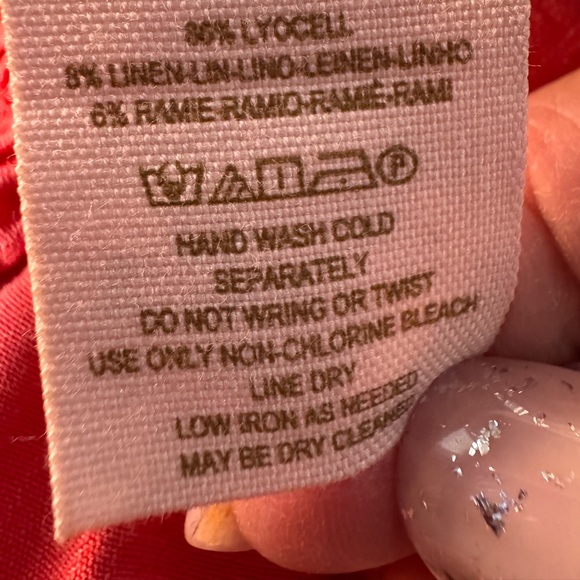 86% LYOCELL
8% LINEN-LIN-LINO-LEINEN-LINHO
6% RAMIE-RAMIO-RAMIÈ-RAMI
P
HAND WASH COLD
SEPARATELY
DO NOT WRING OR TWIST
USE ONLY NON-CHLORINE BLEACH
LINE DRY
LOW IRON AS NEEDED
MAY BE DRY CLEANED